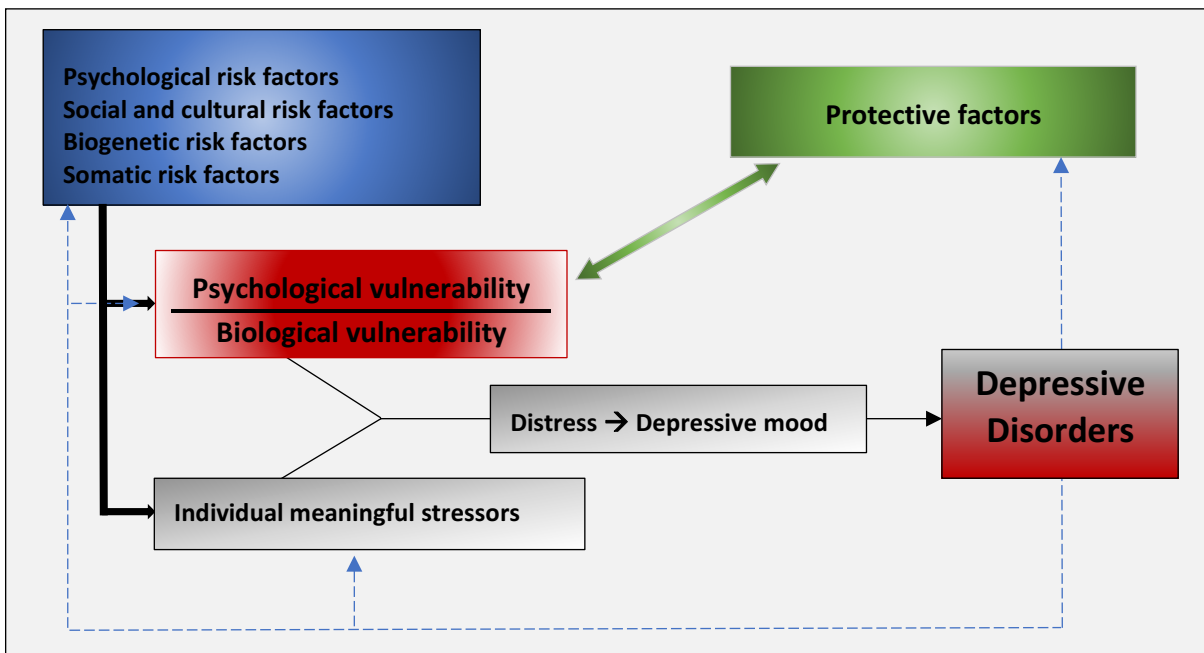 Psychological risk factors
Social and cultural risk factors
Biogenetic risk factors
Somatic risk factors
Protective factors
Psychological vulnerability
Biological vulnerability
Distress → Depressive mood
Depressive
Disorders
Individual meaningful stressors